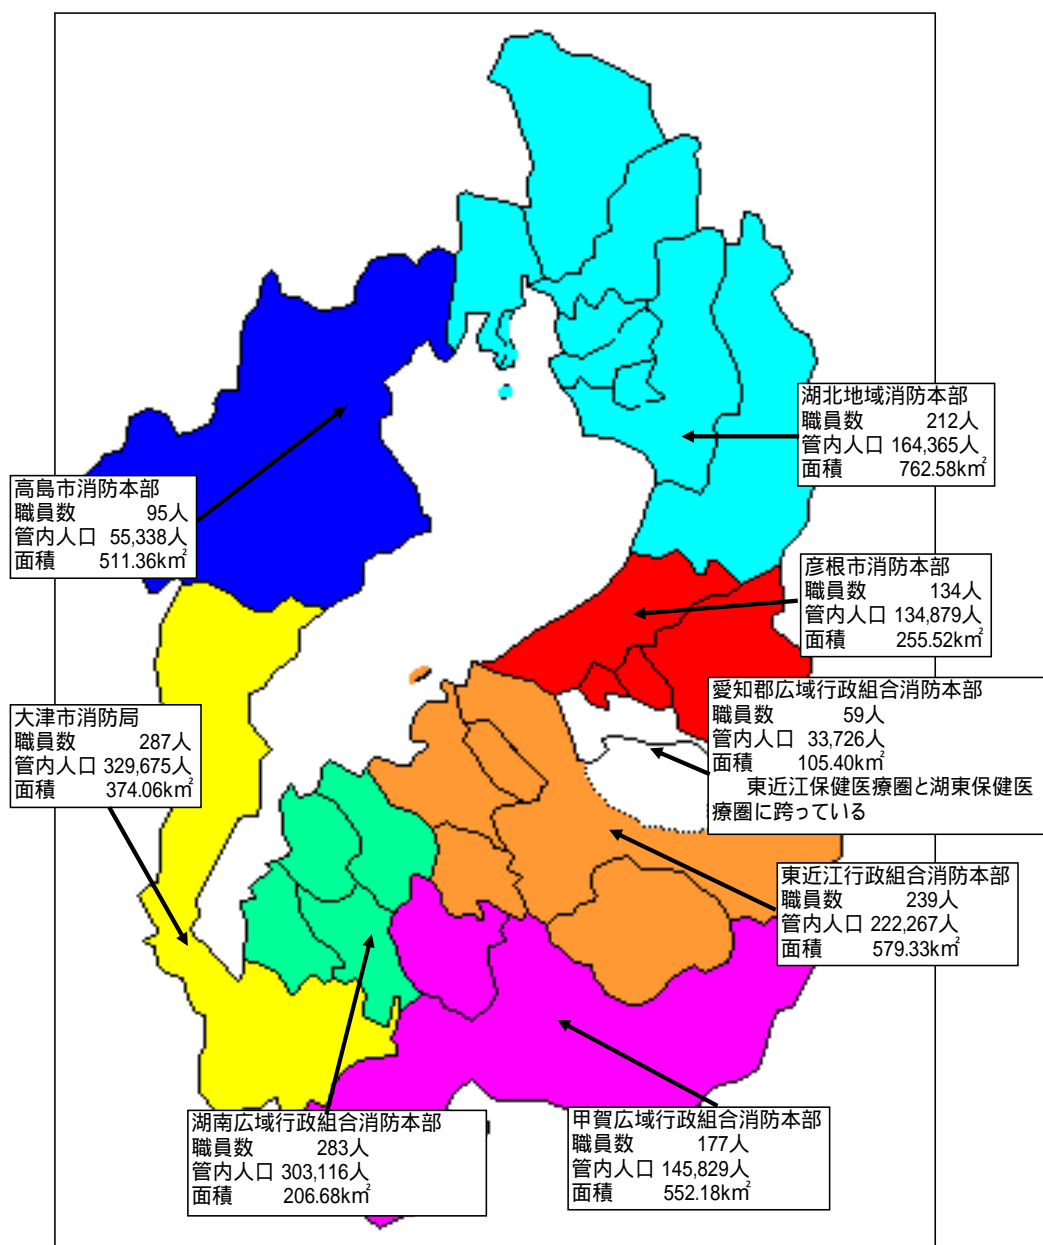 湖北地域消防本部
職員数 212人
管内人口 164,365人
面積 762.58k㎡
高島市消防本部
職員数 95人
管内人口 55,338人
面積 511.36k㎡
彦根市消防本部
職員数 134人
管内人口 134,879人
面積 255.52k㎡
愛知郡広域行政組合消防本部
職員数 59人
管内人口 33,726人
面積 105.40k㎡
東近江保健医療圏と湖東保健医
療圏に跨っている
大津市消防局
職員数 287人
管内人口 329,675人
面積 374.06k㎡
東近江行政組合消防本部
職員数 239人
管内人口 222,267人
面積 579.33k㎡
湖南広域行政組合消防本部
職員数 283人
管内人口 303,116人
面積 206.68k㎡
甲賀広域行政組合消防本部
職員数 177人
管内人口 145,829人
面積 552.18k㎡